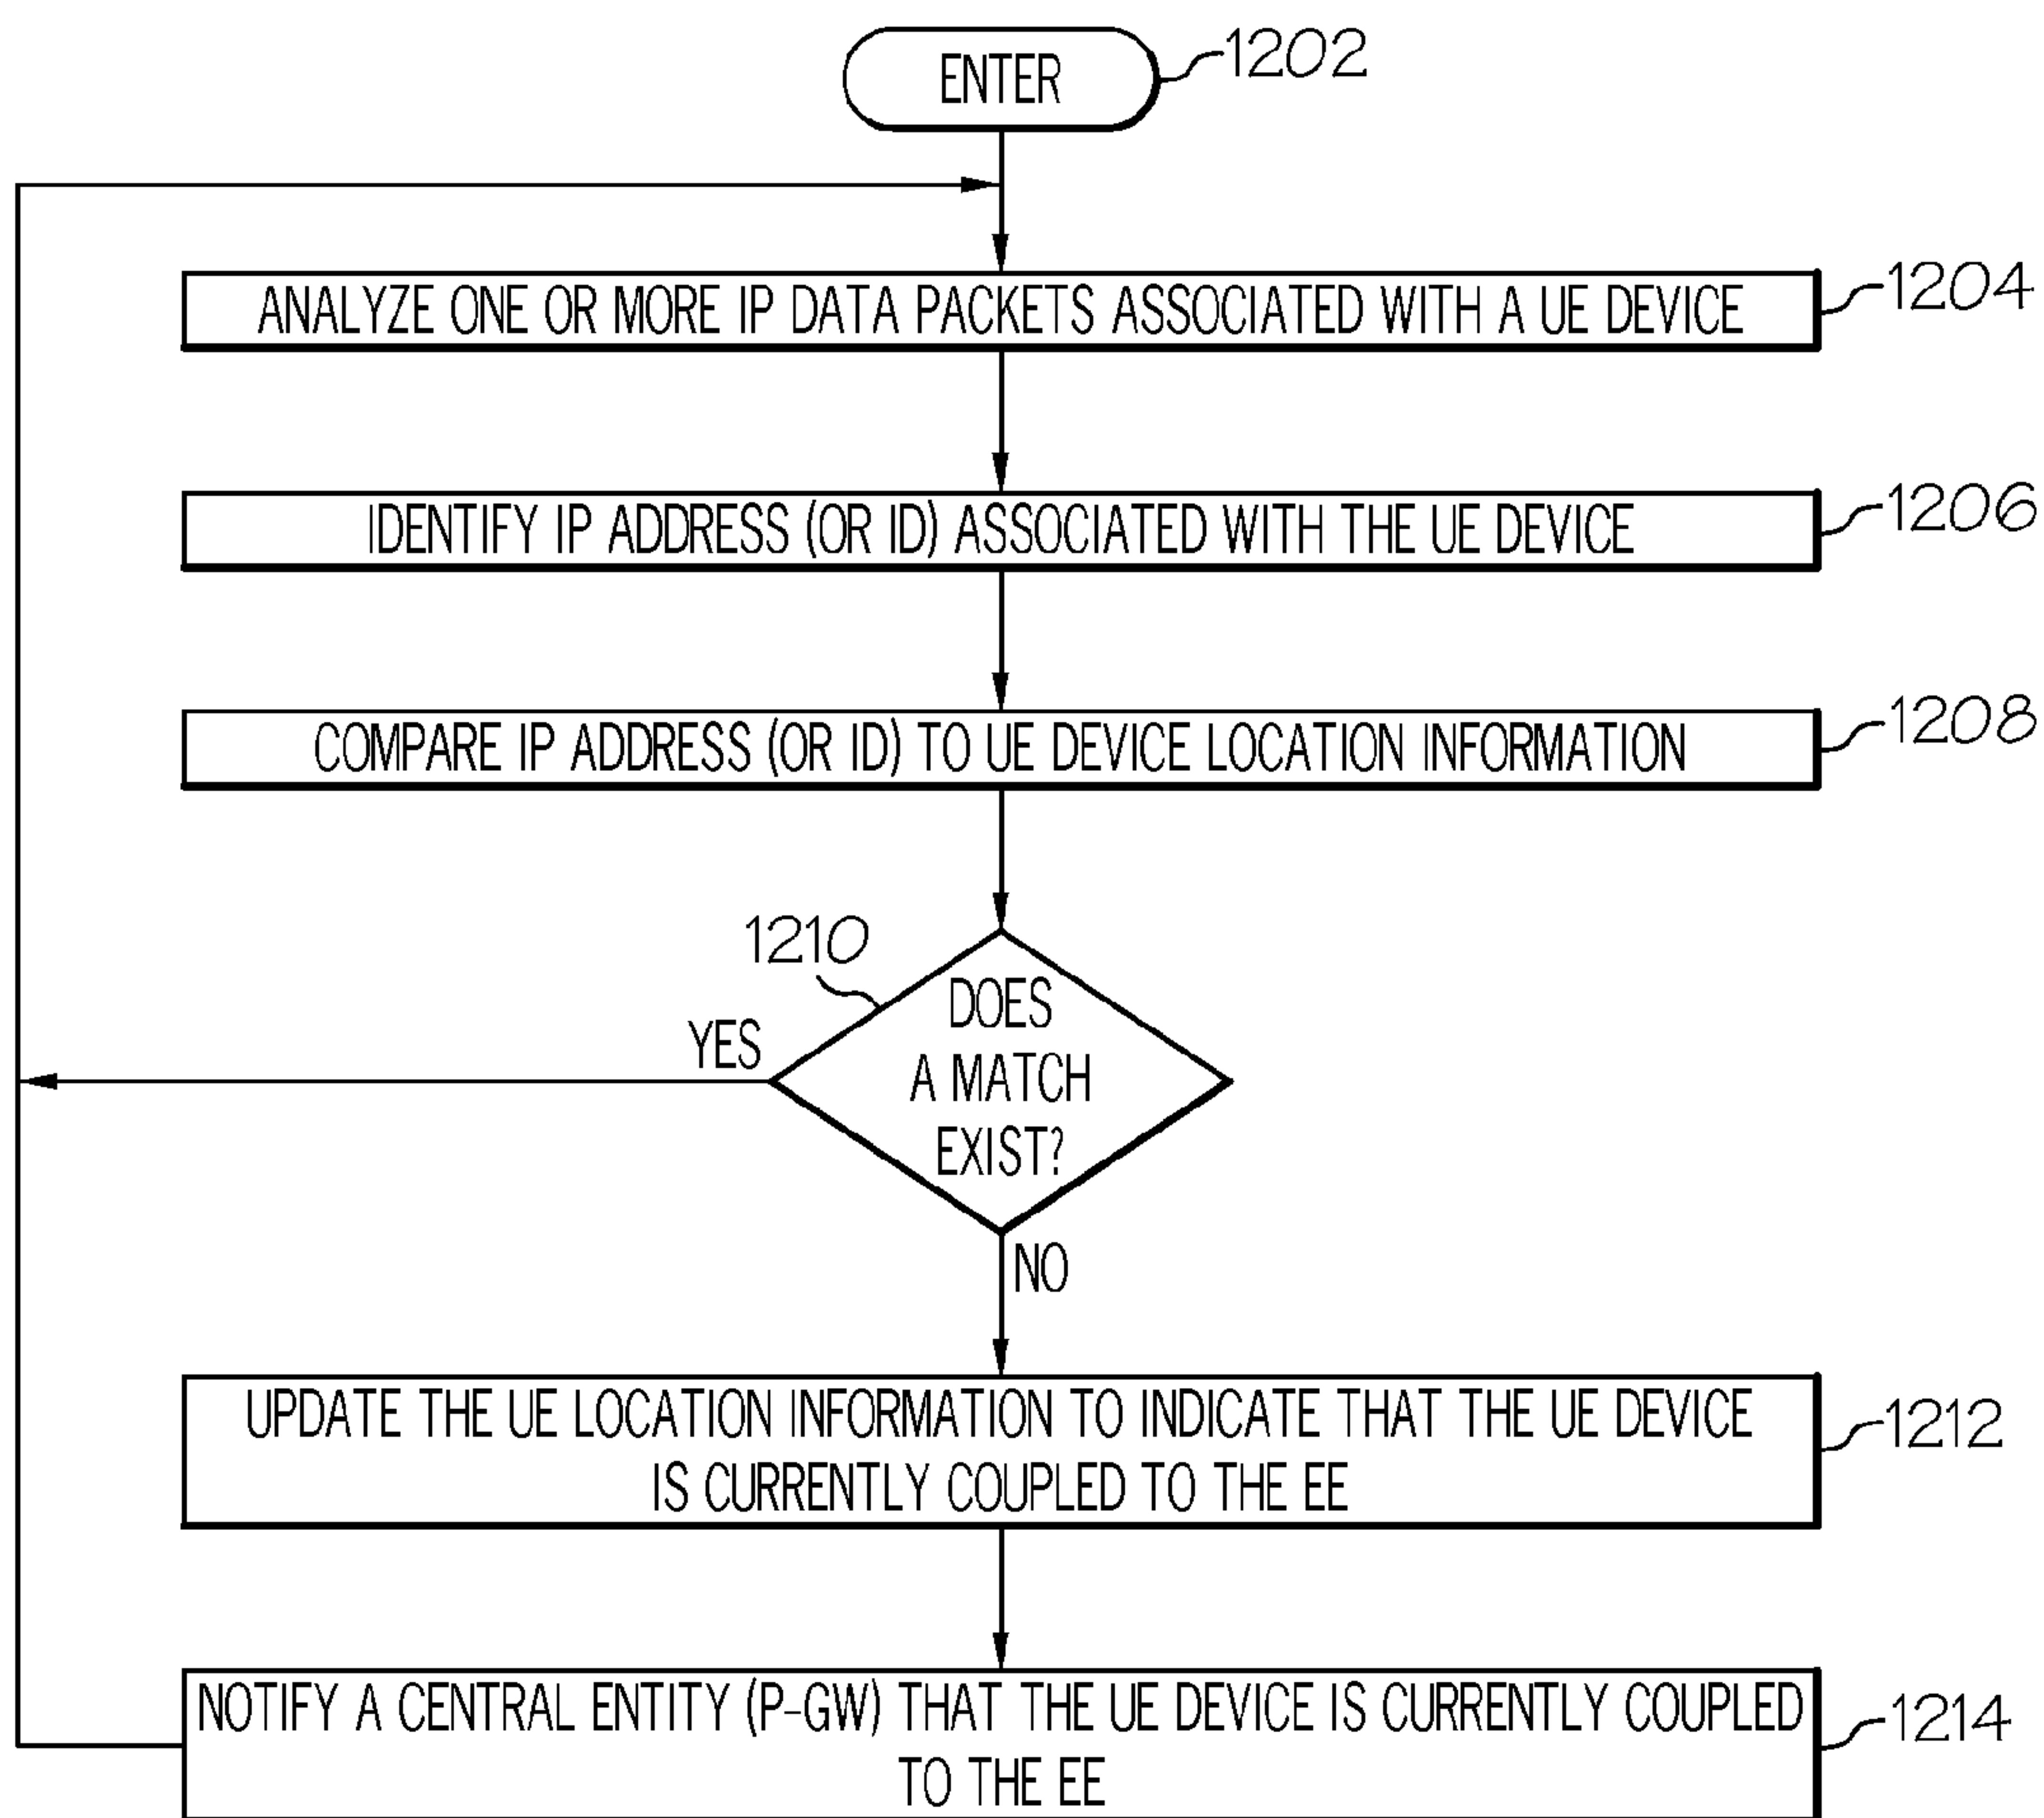 ENTER
1202
ANALYZE ONE OR MORE IP DATA PACKETS ASSOCIATED WITH A UE DEVICE
1204
IDENTIFY IP ADDRESS (OR ID) ASSOCIATED WITH THE UE DEVICE
1206
COMPARE IP ADDRESS (OR ID) TO UE DEVICE LOCATION INFORMATION
1208
1210
DOES
A MATCH
EXIST?
YES
NO
UPDATE THE UE LOCATION INFORMATION TO INDICATE THAT THE UE DEVICE
IS CURRENTLY COUPLED TO THE EE
1212
NOTIFY A CENTRAL ENTITY (P-GW) THAT THE UE DEVICE IS CURRENTLY COUPLED
TO THE EE
1214